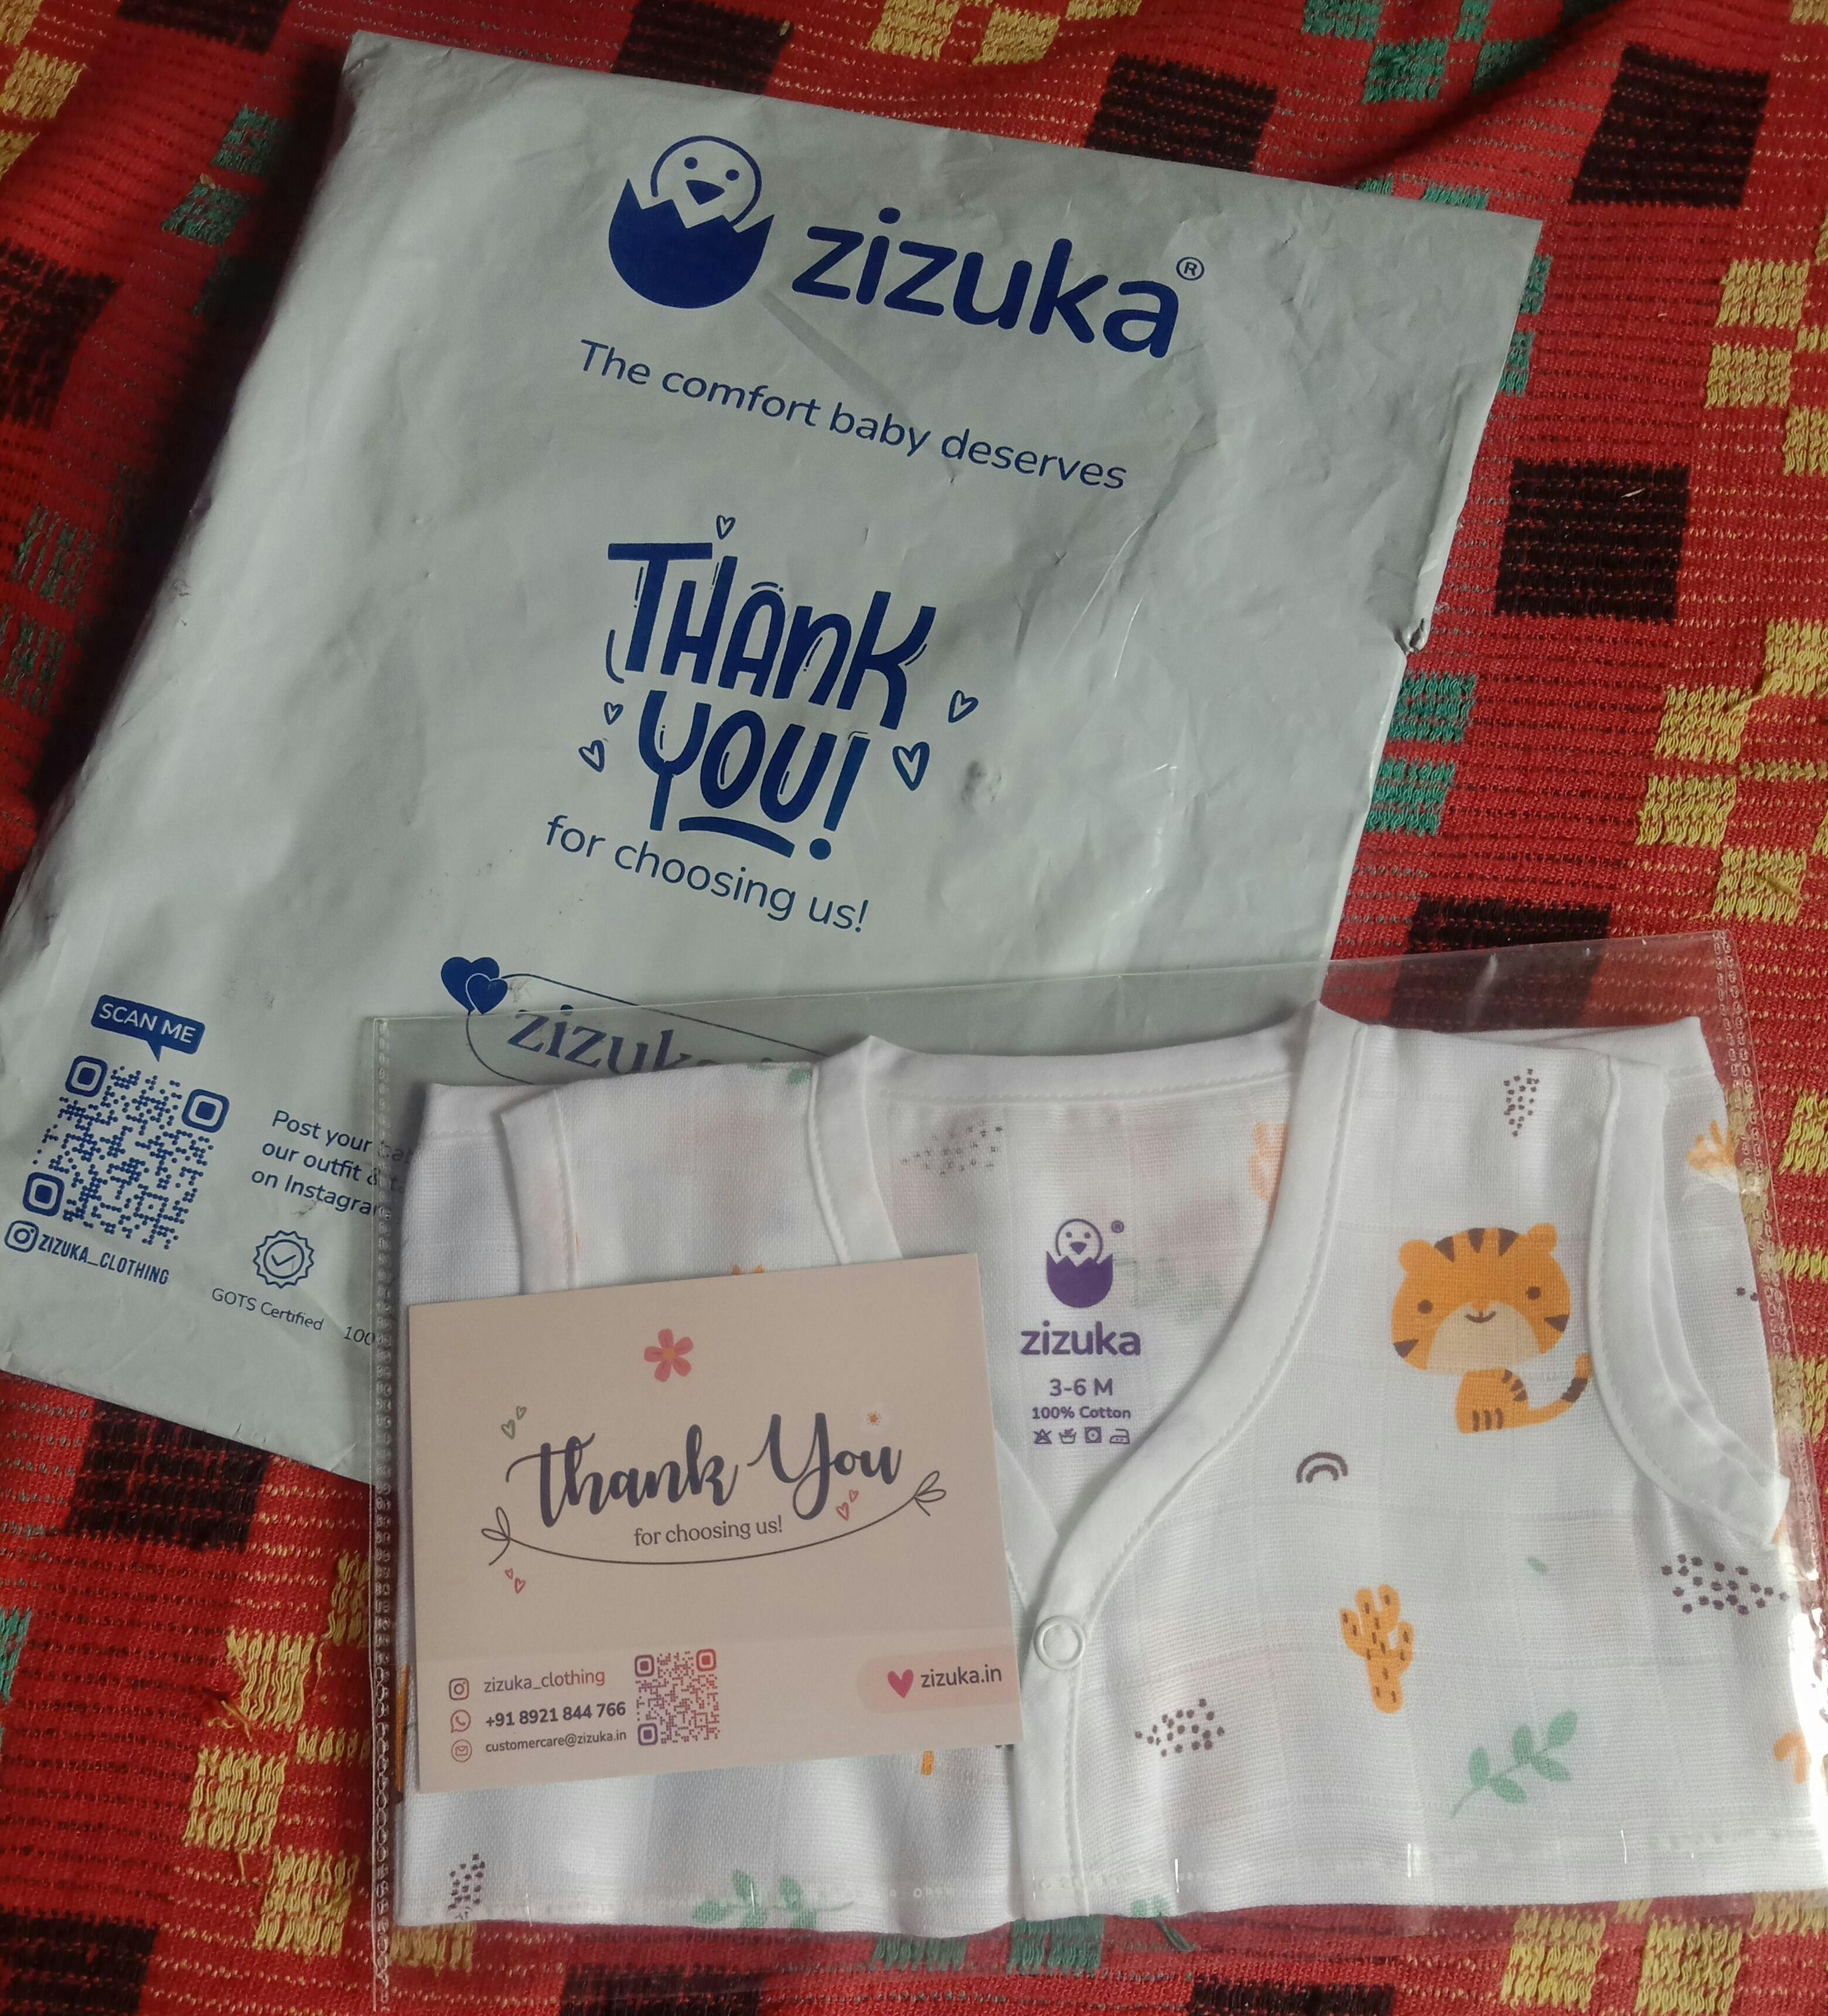 zizuka®
The comfort baby deserves
THANK
YOU!
for choosing us!
SCAN ME
Post your
our outfit &
on Instagram
ZIZUKA_CLOTHING
GOTS Certified
100
zizuka
®
zizuka
3-6 M
100% Cotton
Thank You
for choosing us!
zizuka_clothing
+91 8921 844 766
customercare@zizuka.in
zizuka.in